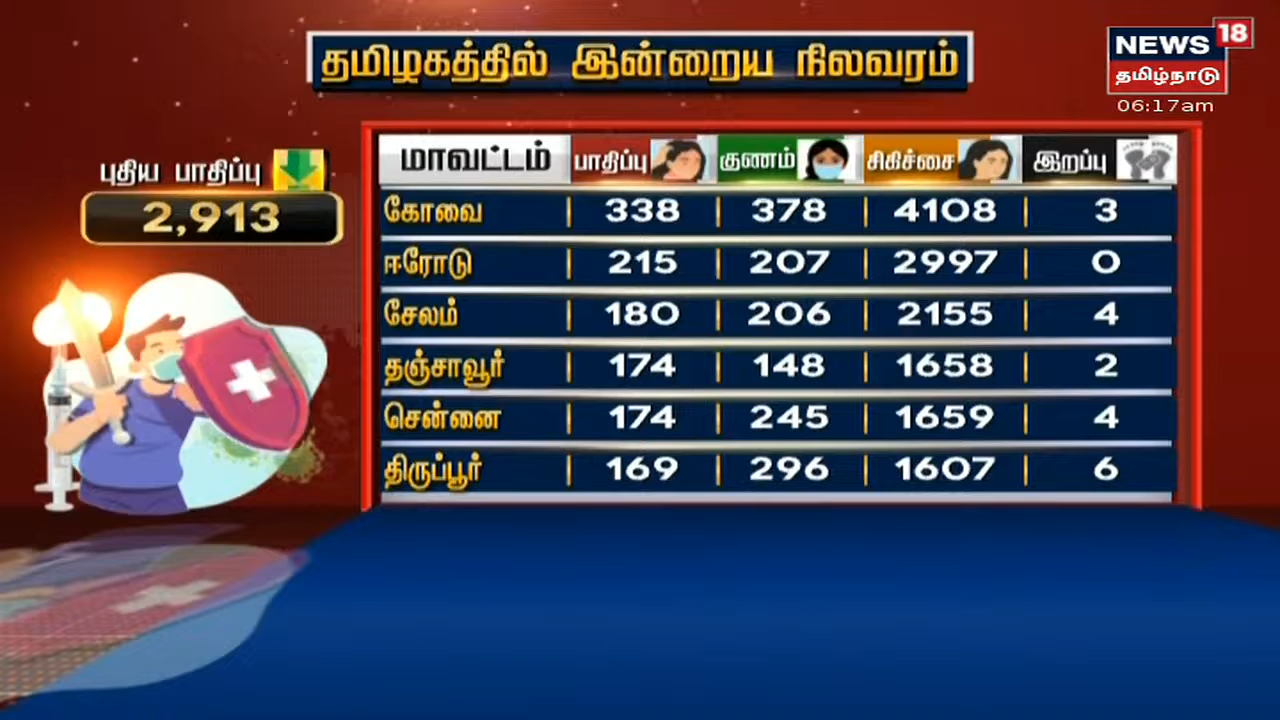 தமிழகத்தில் இன்றைய நிலவரம்
NEWS 18
தமிழ்நாடு
06:17am
புதிய பாதிப்பு
2,913
மாவட்டம் பாதிப்பு குணம் சிகிச்சை இறப்பு
கோவை 338 378 4108 3
ஈரோடு 215 207 2997 0
சேலம் 180 206 2155 4
தஞ்சாவூர் 174 148 1658 2
சென்னை 174 245 1659 4
திருப்பூர் 169 296 1607 6